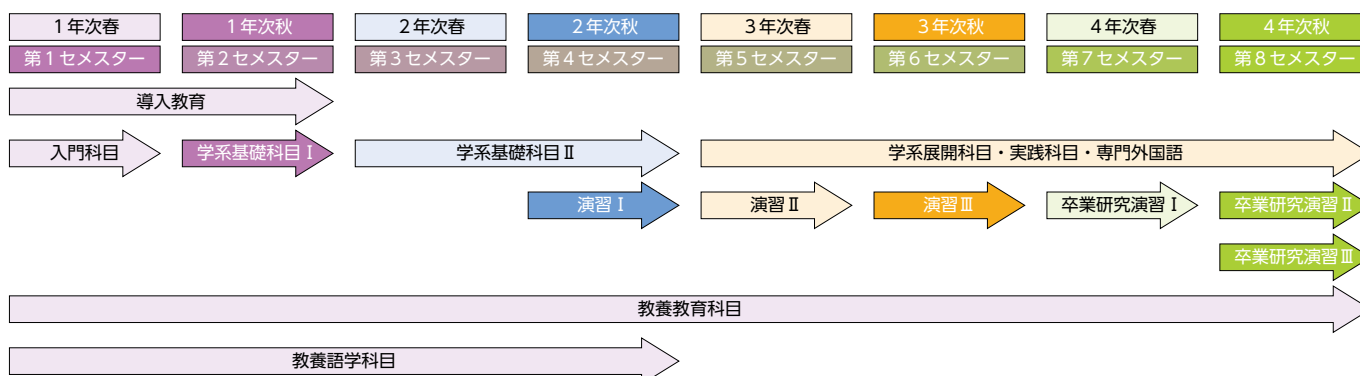 1年次春 1年次秋 2年次春 2年次秋 3年次春 3年次秋 4年次春 4年次秋
第1セメスター 第2セメスター 第3セメスター 第4セメスター 第5セメスター 第6セメスター 第7セメスター 第8セメスター
導入教育
入門科目 学系基礎科目Ⅰ 学系基礎科目Ⅱ 学系展開科目・実践科目・専門外国語
演習Ⅰ 演習Ⅱ 演習Ⅲ 卒業研究演習Ⅰ 卒業研究演習Ⅱ
卒業研究演習Ⅲ
教養教育科目
教養語学科目